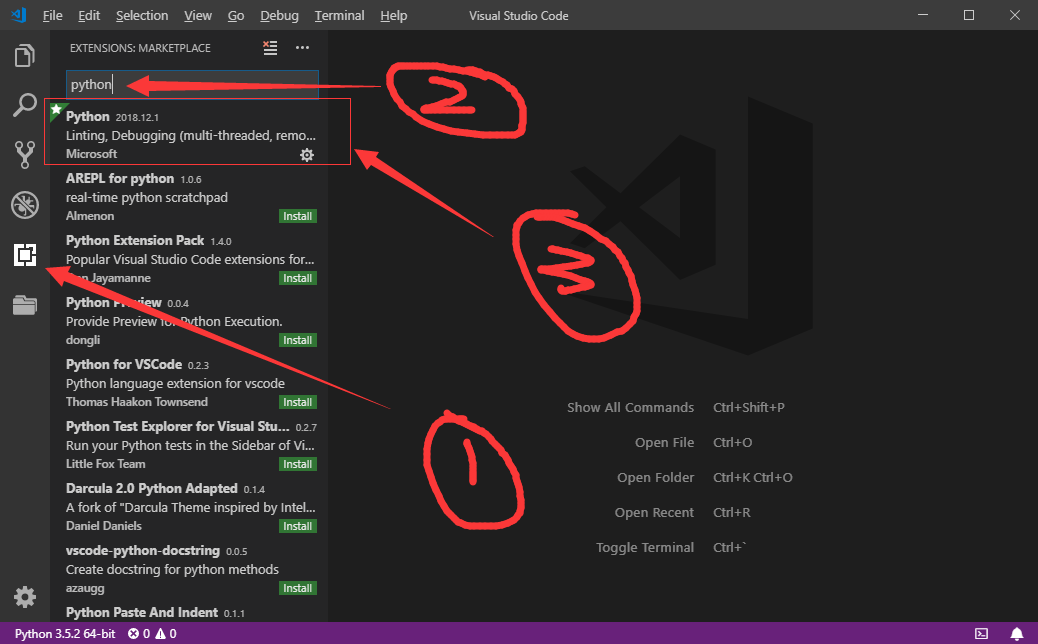 File Edit Selection View Go Debug Terminal Help Visual Studio Code
EXTENSIONS: MARKETPLACE
python
2
Python 2018.12.1
Linting, Debugging (multi-threaded, remo...
Microsoft
AREPL for python 1.0.6
real-time python scratchpad
Almenon Install
Python Extension Pack 1.4.0
Popular Visual Studio Code extensions for...
Jayamanne Install
3
Python Preview 0.0.4
Provide Preview for Python Execution.
dongli Install
Python for VSCode 0.2.3
Python language extension for vscode
Thomas Haakon Townsend Install
Python Test Explorer for Visual Stu... 0.2.7
Run your Python tests in the Sidebar of Vi...
Little Fox Team Install
1
Darcula 2.0 Python Adapted 0.1.4
A fork of "Darcula Theme inspired by Intel...
Daniel Daniels Install
vscode-python-docstring 0.0.5
Create docstring for python methods
azaugg Install
Python Paste And Indent 0.1.1
Show All Commands Ctrl+Shift+P
Open File Ctrl+O
Open Folder Ctrl+K Ctrl+O
Open Recent Ctrl+R
Toggle Terminal Ctrl+`
Python 3.5.2 64-bit 0 0